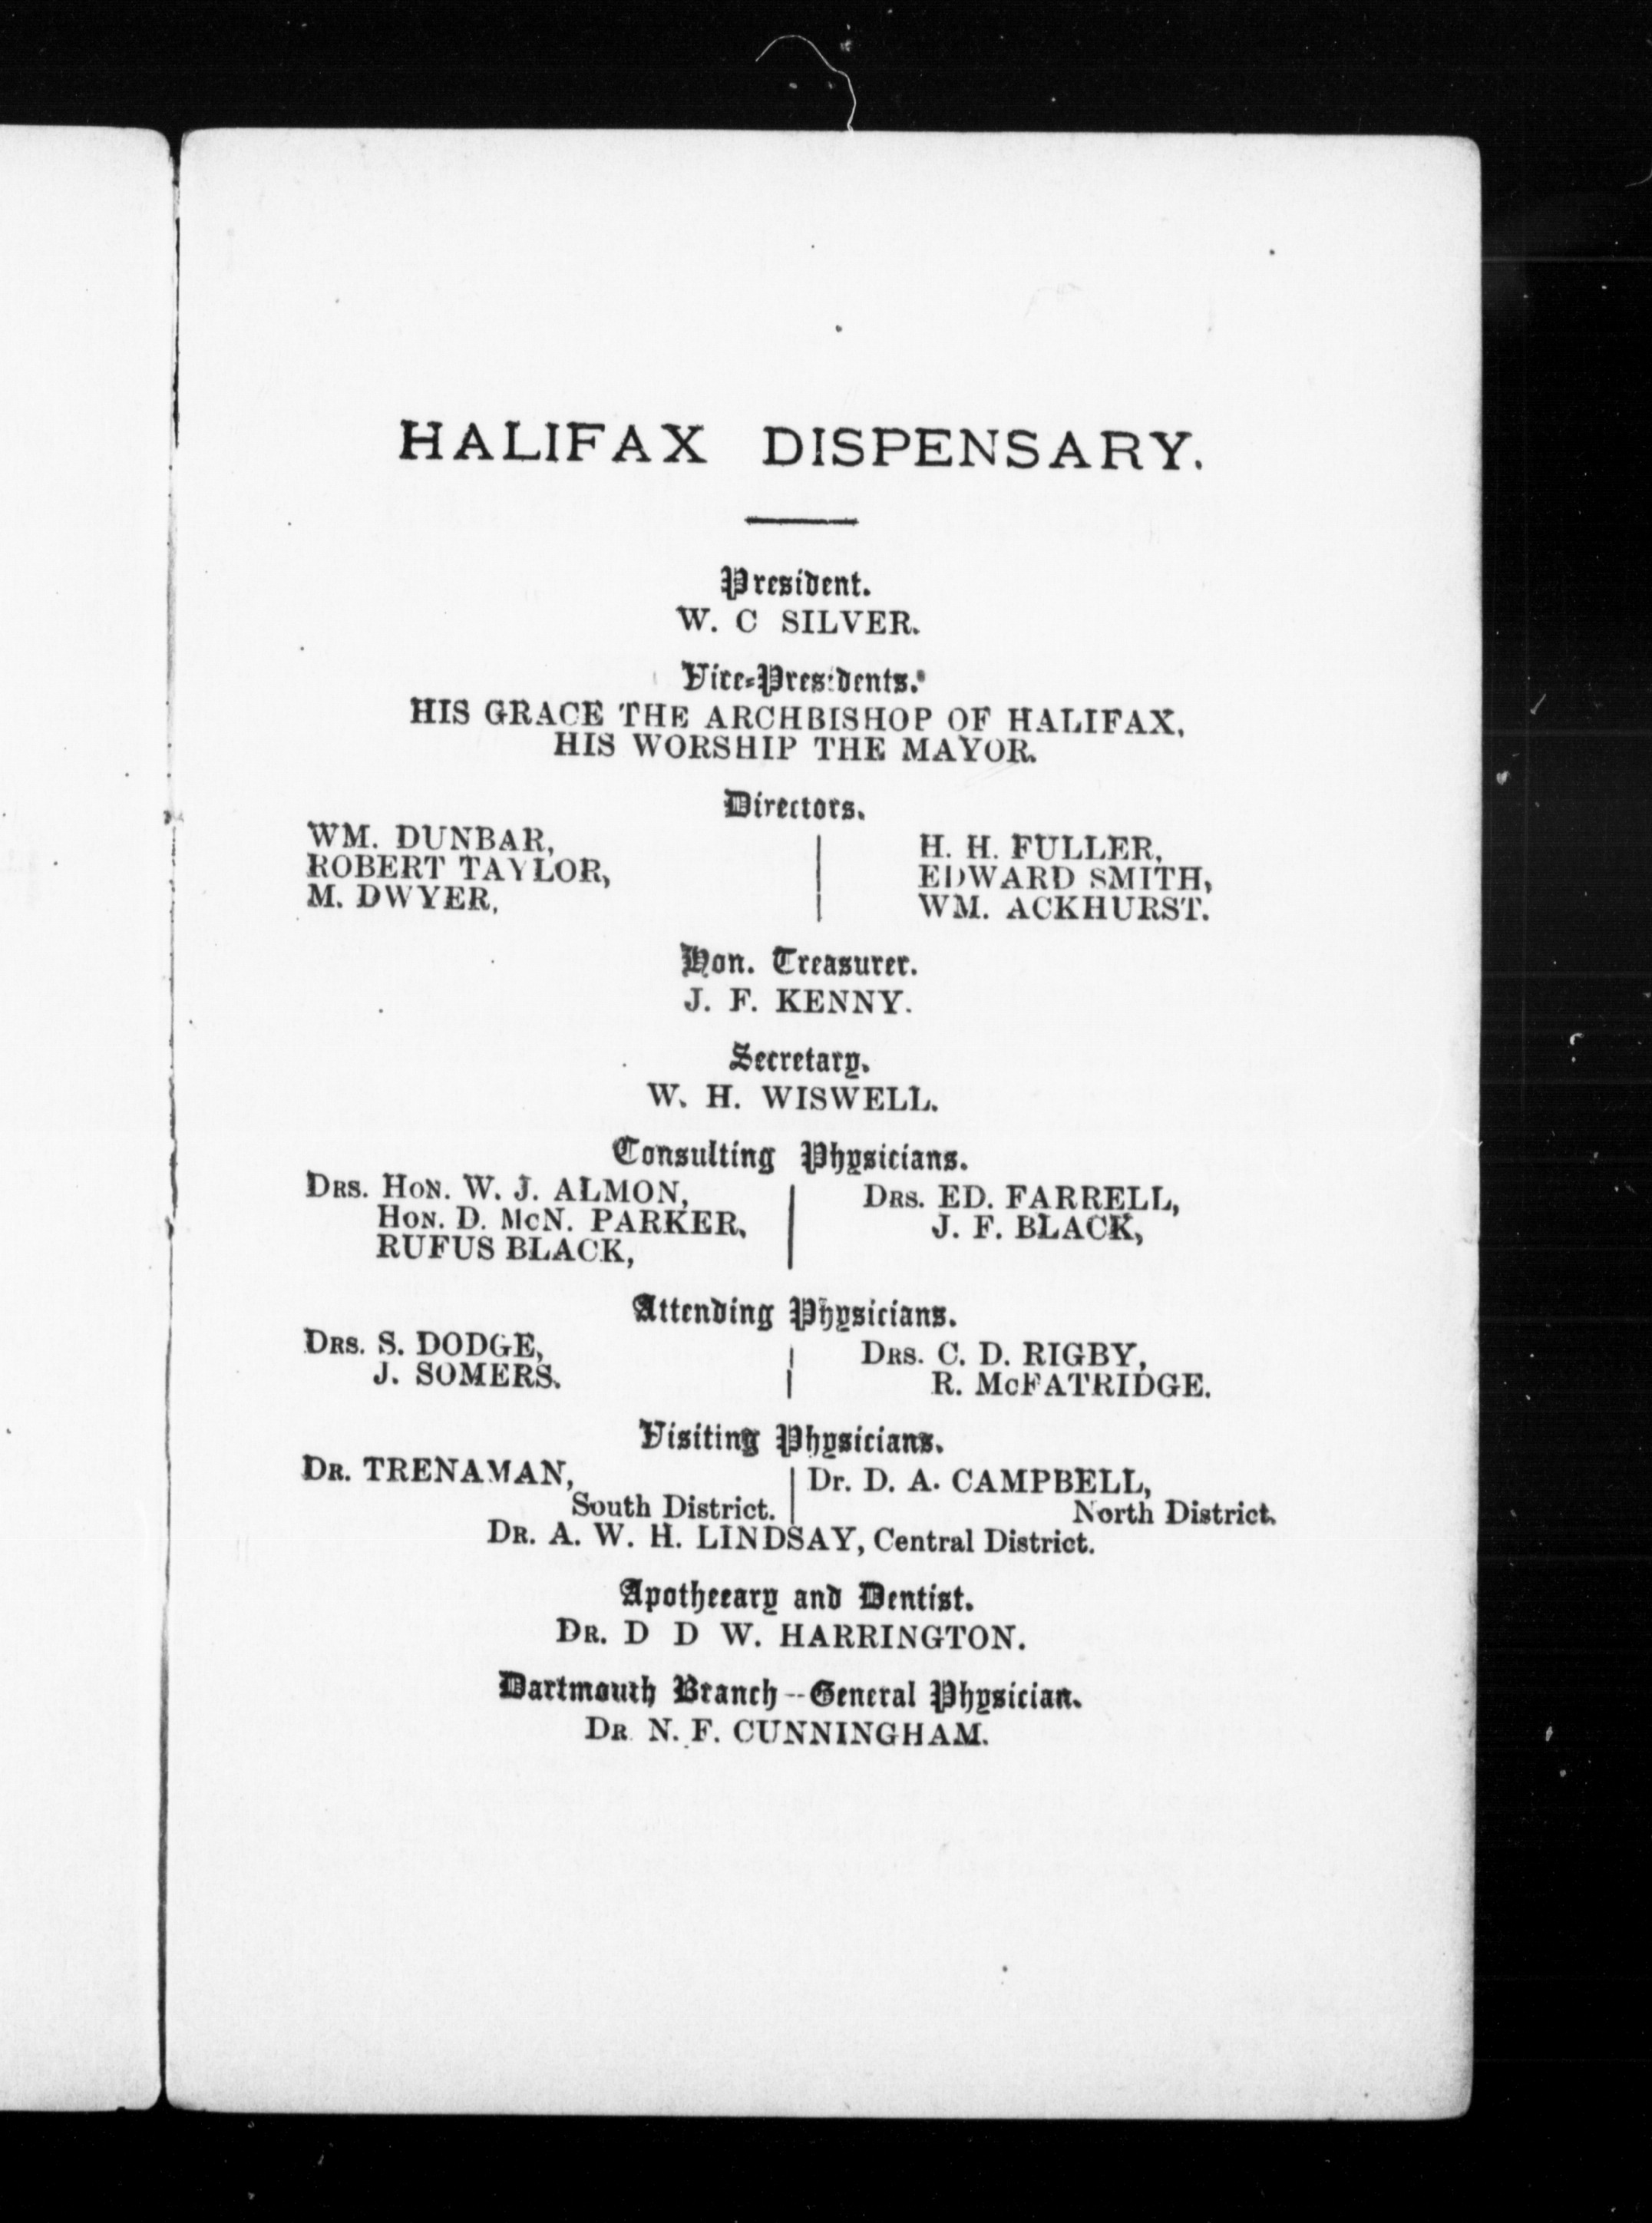 HALIFAX DISPENSARY.
President.
W. C SILVER.
Vice-Presidents.
HIS GRACE THE ARCHBISHOP OF HALIFAX,
HIS WORSHIP THE MAYOR.
Directors.
WM. DUNBAR,
ROBERT TAYLOR,
M. DWYER,
H. H. FULLER,
EDWARD SMITH,
WM. ACKHURST.
Hon. Treasurer.
J. F. KENNY.
Secretary.
W. H. WISWELL.
Consulting Physicians.
DRS. HON. W. J. ALMON,
HON. D. McN. PARKER,
RUFUS BLACK,
DRS. ED. FARRELL,
J. F. BLACK,
Attending Physicians.
DRS. S. DODGE,
J. SOMERS.
DRS. C. D. RIGBY,
R. McFATRIDGE.
Visiting Physicians.
DR. TRENAMAN,
South District.
Dr. D. A. CAMPBELL,
North District.
DR. A. W. H. LINDSAY, Central District.
Apothecary and Dentist.
DR. D D W. HARRINGTON.
Dartmouth Branch--General Physician.
DR. N. F. CUNNINGHAM.